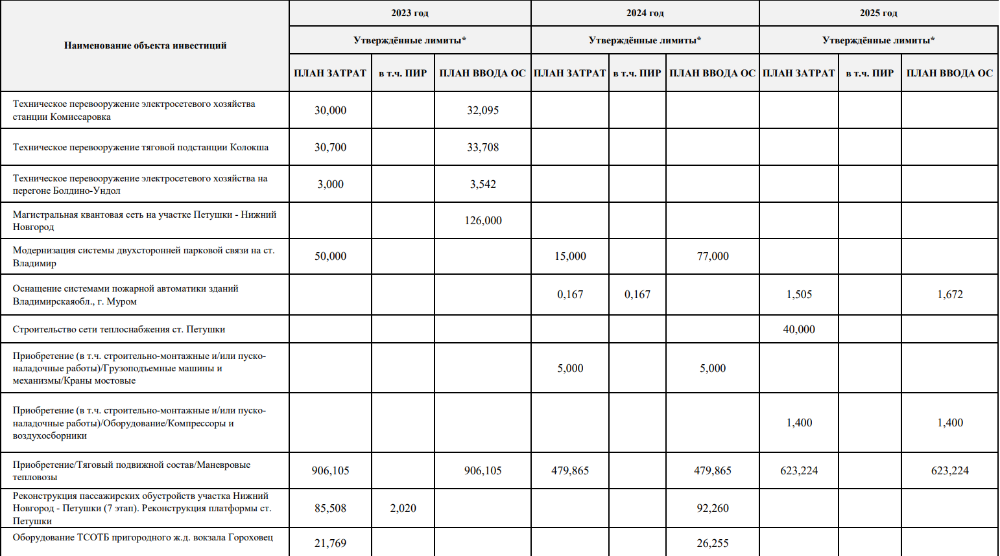 Наименование объекта инвестиций
2023 год
2024 год
2025 год
Утверждённые лимиты*
Утверждённые лимиты*
Утверждённые лимиты*
ПЛАН ЗАТРАТ
в т.ч. ПИР
ПЛАН ВВОДА ОС
ПЛАН ЗАТРАТ
в т.ч. ПИР
ПЛАН ВВОДА ОС
ПЛАН ЗАТРАТ
в т.ч. ПИР
ПЛАН ВВОДА ОС
Техническое перевооружение электросетевого хозяйства
станции Комиссаровка
30,000
32,095
Техническое перевооружение тяговой подстанции Колокша
30,700
33,708
Техническое перевооружение электросетевого хозяйства на
перегоне Болдино-Ундол
3,000
3,542
Магистральная квантовая сеть на участке Петушки - Нижний
Новгород
126,000
Модернизация системы двухсторонней парковой связи на ст.
Владимир
50,000
15,000
77,000
Оснащение системами пожарной автоматики зданий
Владимирскаяобл., г. Муром
0,167
0,167
1,505
1,672
Строительство сети теплоснабжения ст. Петушки
40,000
Приобретение (в т.ч. строительно-монтажные и/или пуско-
наладочные работы)/Грузоподъемные машины и
механизмы/Краны мостовые
5,000
5,000
Приобретение (в т.ч. строительно-монтажные и/или пуско-
наладочные работы)/Оборудование/Компрессоры и
воздухосборники
1,400
1,400
Приобретение/Тяговый подвижной состав/Маневровые
тепловозы
906,105
906,105
479,865
479,865
623,224
623,224
Реконструкция пассажирских обустройств участка Нижний
Новгород - Петушки (7 этап). Реконструкция платформы ст.
Петушки
85,508
2,020
92,260
Оборудование ТСОТБ пригородного ж.д. вокзала Гороховец
21,769
26,255